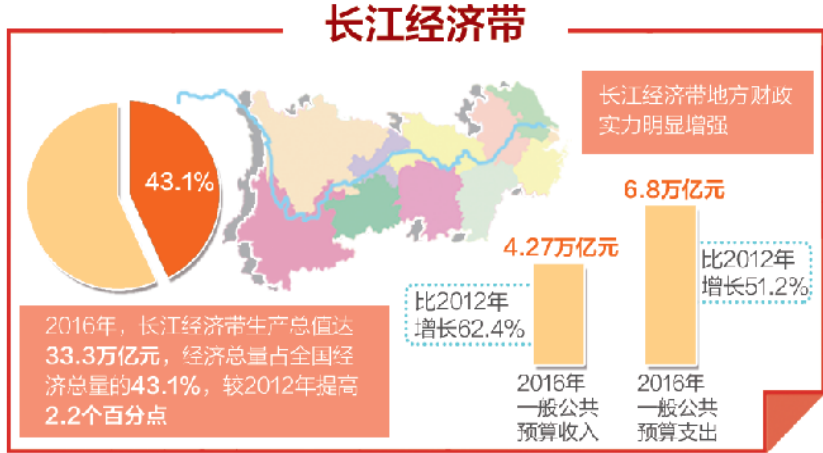 长江经济带
43.1%
2016年，长江经济带生产总值达
33.3万亿元，经济总量占全国经
济总量的43.1%，较2012年提高
2.2个百分点
长江经济带地方财政
实力明显增强
4.27万亿元
比2012年
增长62.4%
2016年
一般公共
预算收入
6.8万亿元
比2012年
增长51.2%
2016年
一般公共
预算支出